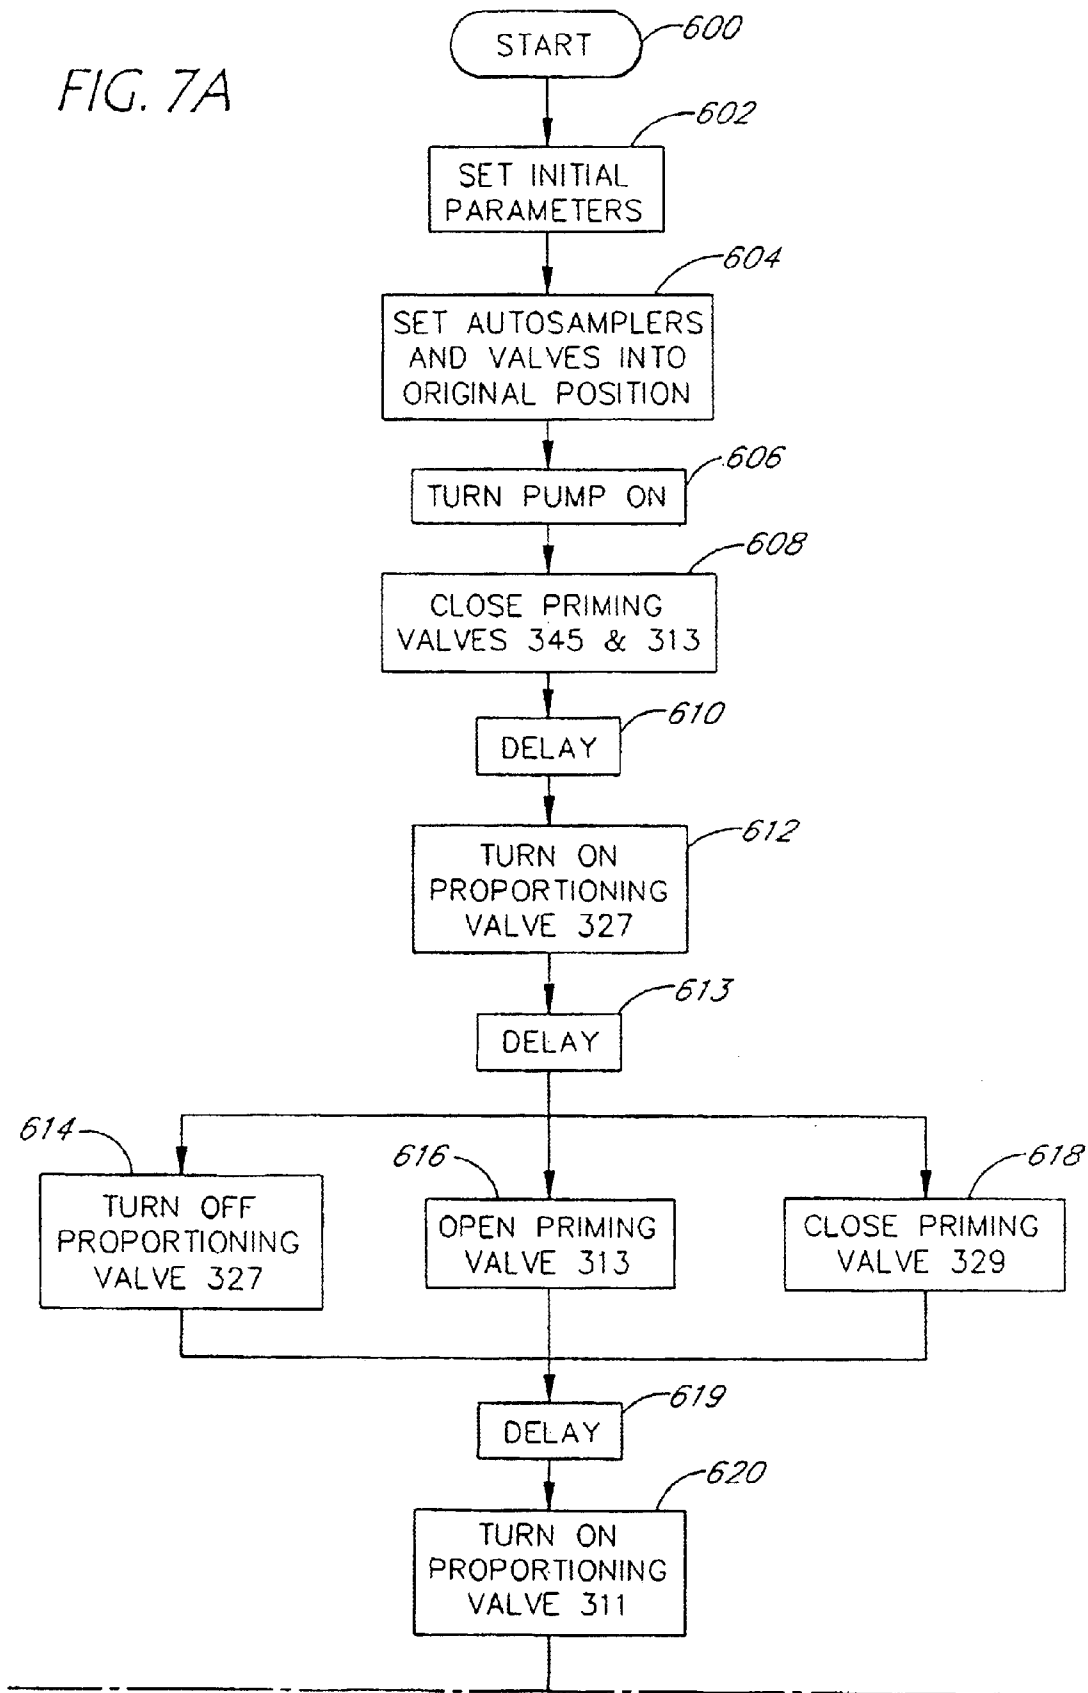 FIG. 7A
START
600
602
SET INITIAL
PARAMETERS
604
SET AUTOSAMPLERS
AND VALVES INTO
ORIGINAL POSITION
606
TURN PUMP ON
608
CLOSE PRIMING
VALVES 345 & 313
610
DELAY
612
TURN ON
PROPORTIONING
VALVE 327
613
DELAY
614
TURN OFF
PROPORTIONING
VALVE 327
616
OPEN PRIMING
VALVE 313
618
CLOSE PRIMING
VALVE 329
619
DELAY
620
TURN ON
PROPORTIONING
VALVE 311